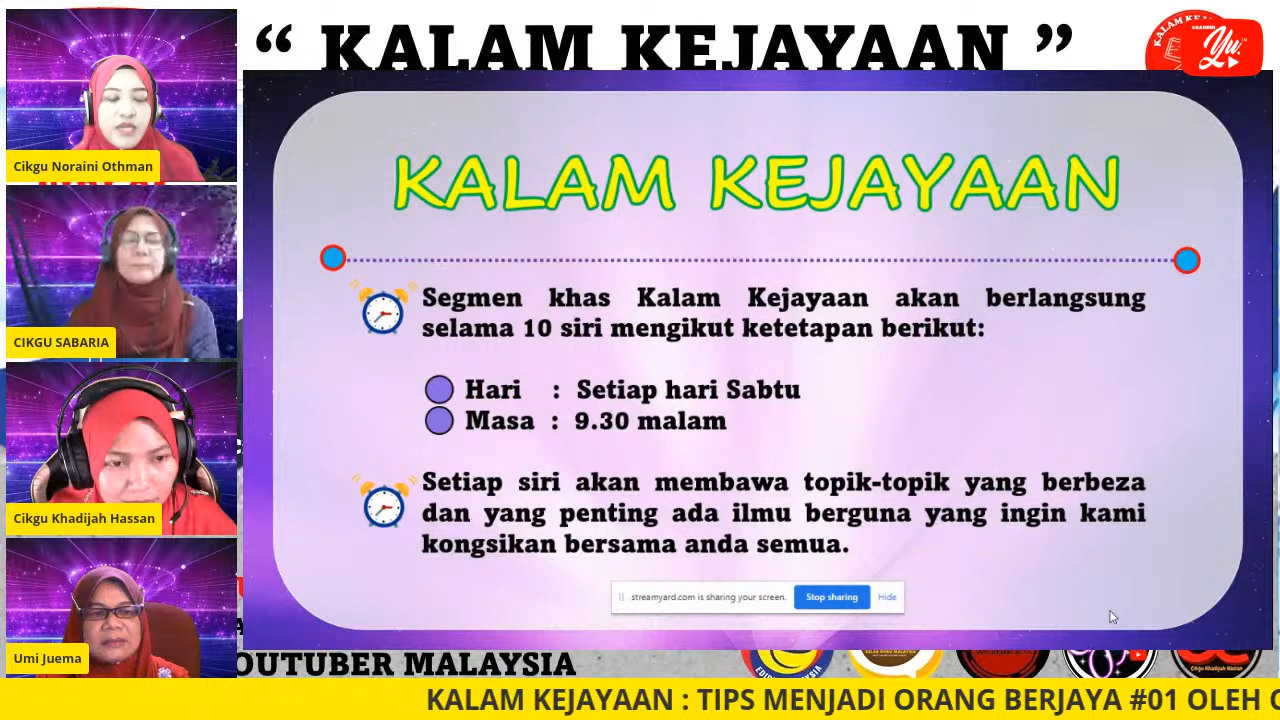 “ KALAM KEJAYAAN ”
KALAM KEJAYAAN
Segmen khas Kalam Kejayaan akan berlangsung
selama 10 siri mengikut ketetapan berikut:
Hari : Setiap hari Sabtu
Masa : 9.30 malam
Setiap siri akan membawa topik-topik yang berbeza
dan yang penting ada ilmu berguna yang ingin kami
kongsikan bersama anda semua.
streamyard.com is sharing your screen. Stop sharing Hide
Cikgu Noraini Othman
CIKGU SABARIA
Cikgu Khadijah Hassan
Umi Juema
OUTUBER MALAYSIA
Cikgu Khadijah Hassan
KALAM KEJAYAAN : TIPS MENJADI ORANG BERJAYA #01 OLEH